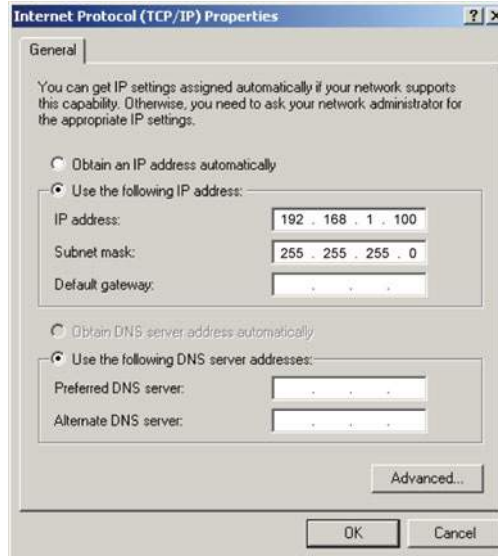 Internet Protocol (TCP/IP) Properties
General
You can get IP settings assigned automatically if your network supports
this capability. Otherwise, you need to ask your network administrator for
the appropriate IP settings.
Obtain an IP address automatically
Use the following IP address:
IP address: 192 . 168 . 1 . 100
Subnet mask: 255 . 255 . 255 . 0
Default gateway: . . .
Obtain DNS server address automatically
Use the following DNS server addresses:
Preferred DNS server: . . .
Alternate DNS server: . . .
Advanced...
OK Cancel